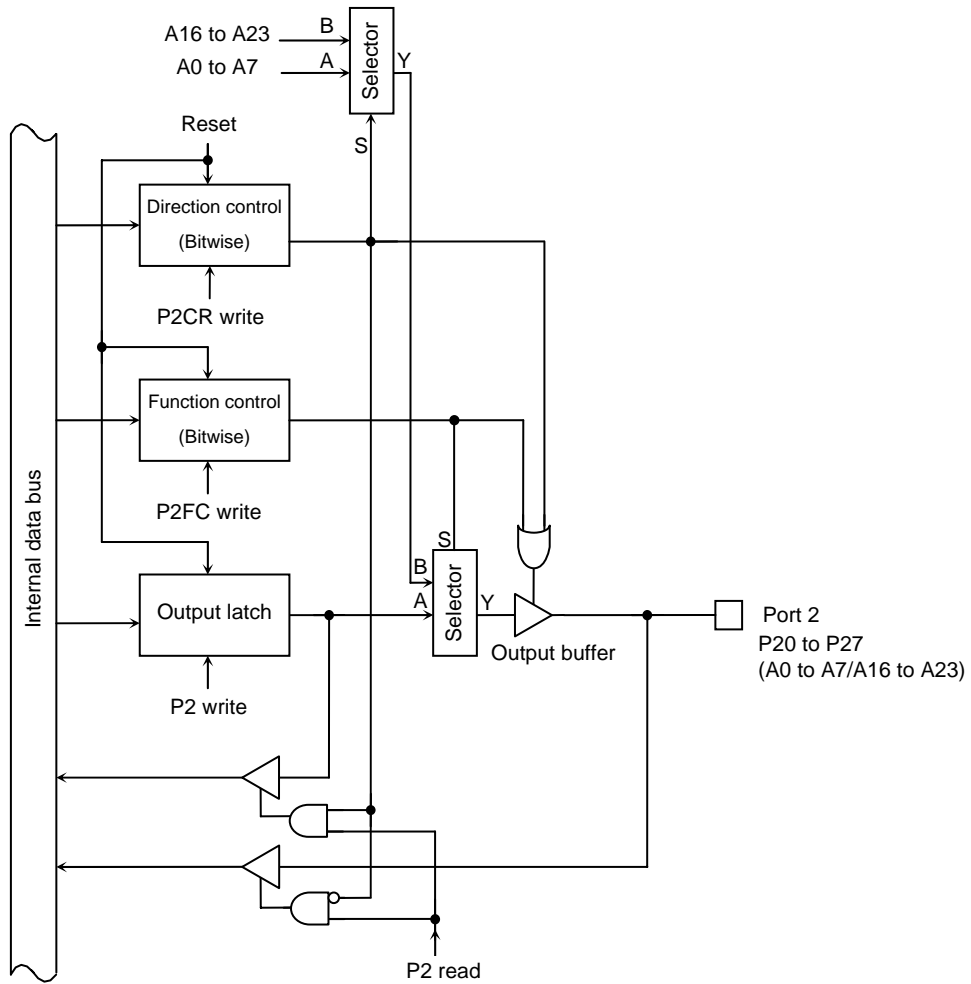 A16 to A23
B
A0 to A7
A
Selector
Y
S
Reset
Direction control
(Bitwise)
P2CR write
Function control
(Bitwise)
P2FC write
Internal data bus
Output latch
P2 write
S
B
A
Selector
Y
Output buffer
Port 2
P20 to P27
(A0 to A7/A16 to A23)
P2 read